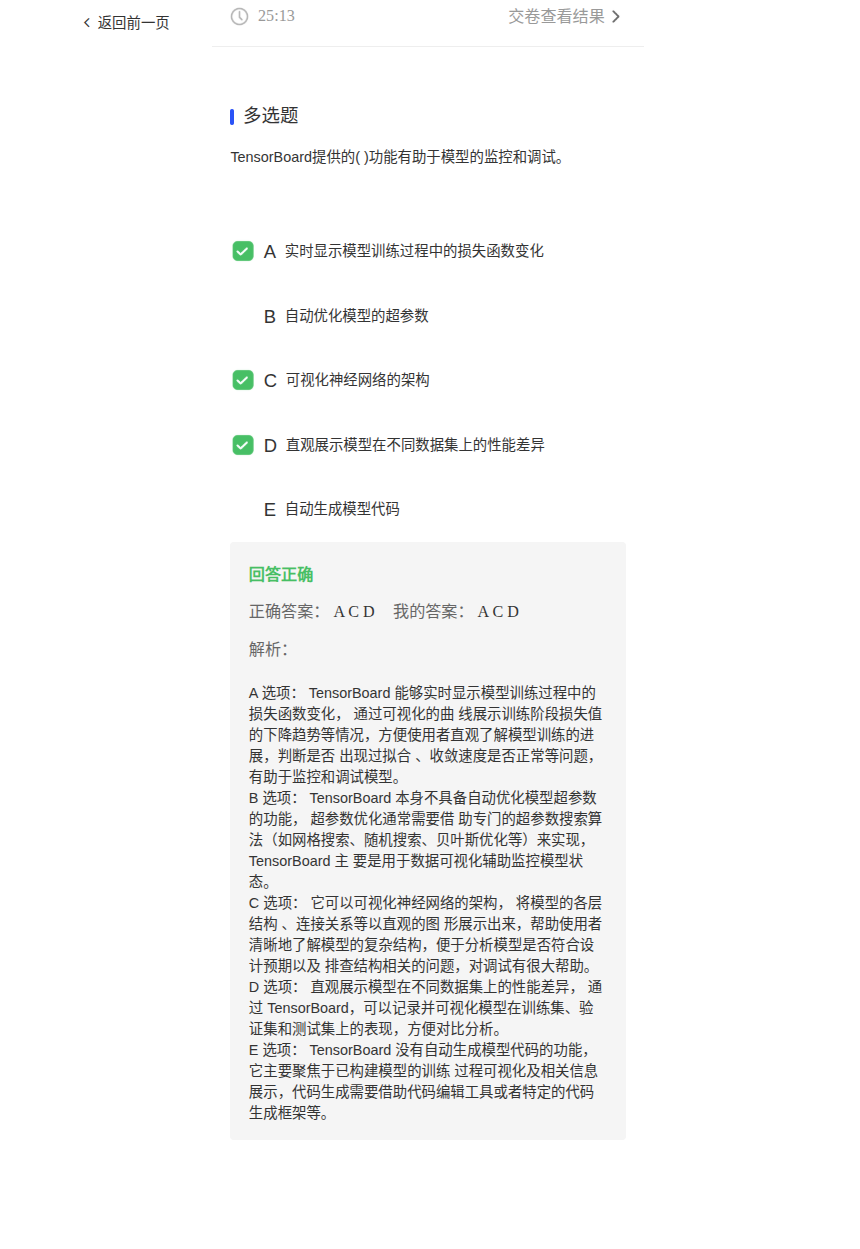 返回前一页
25:13
交卷查看结果
多选题
TensorBoard提供的( )功能有助于模型的监控和调试。
A 实时显示模型训练过程中的损失函数变化
B 自动优化模型的超参数
C 可视化神经网络的架构
D 直观展示模型在不同数据集上的性能差异
E 自动生成模型代码
回答正确
正确答案： A C D 我的答案： A C D
解析：
A 选项： TensorBoard 能够实时显示模型训练过程中的
损失函数变化， 通过可视化的曲 线展示训练阶段损失值
的下降趋势等情况，方便使用者直观了解模型训练的进
展，判断是否 出现过拟合 、收敛速度是否正常等问题，
有助于监控和调试模型。
B 选项： TensorBoard 本身不具备自动优化模型超参数
的功能， 超参数优化通常需要借 助专门的超参数搜索算
法（如网格搜索、随机搜索、贝叶斯优化等）来实现，
TensorBoard 主 要是用于数据可视化辅助监控模型状
态。
C 选项： 它可以可视化神经网络的架构， 将模型的各层
结构 、连接关系等以直观的图 形展示出来，帮助使用者
清晰地了解模型的复杂结构，便于分析模型是否符合设
计预期以及 排查结构相关的问题，对调试有很大帮助。
D 选项： 直观展示模型在不同数据集上的性能差异， 通
过 TensorBoard，可以记录并可视化模型在训练集、验
证集和测试集上的表现，方便对比分析。
E 选项： TensorBoard 没有自动生成模型代码的功能，
它主要聚焦于已构建模型的训练 过程可视化及相关信息
展示，代码生成需要借助代码编辑工具或者特定的代码
生成框架等。